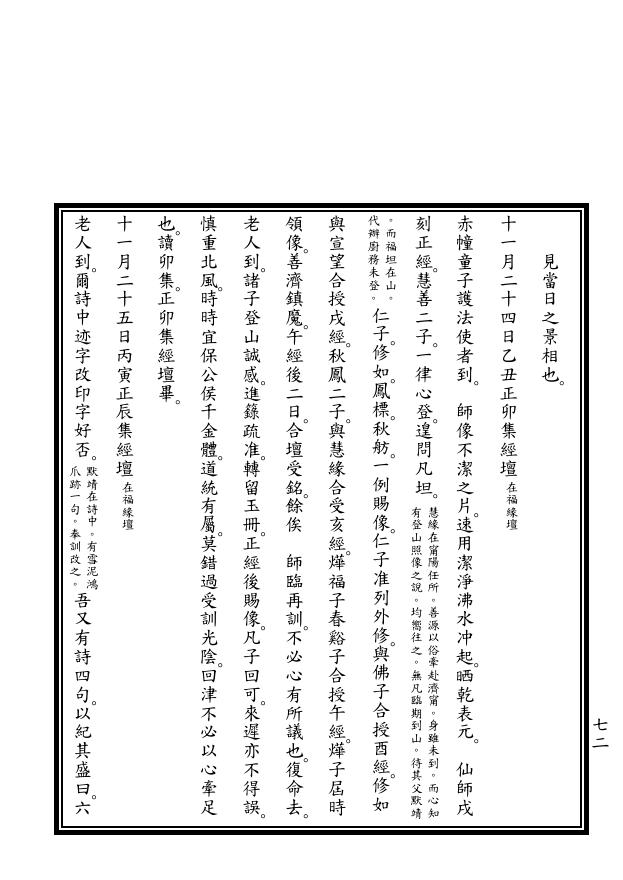 見當日之景相也。
十一月二十四日乙丑正卯集經壇在福緣壇
赤幢童子護法使者到。 師像不潔之片。速用潔淨沸水冲起。晒乾表元。 仙師戌
刻正經。慧善二子。一律心登。遑問凡坦。慧緣在甯陽任所。善源以俗牽赴濟甯。身雖未到。而心知有登山照像之說。均嚮往之。無凡臨期到山。待其父默靖
。而福坦在山。代辦廚務未登。仁子。修如。鳳標。秋舫。一例賜像。仁子准列外修。與佛子合授酉經。修如
與宣望合授戌經。秋鳳二子。與慧緣合受亥經。燁福子春谿子合授午經。燁子屆時
領像。善濟鎮魔。午經後二日。合壇受銘。餘俟 師臨再訓。不必心有所議也。復命去。
老人到。諸子登山誠感。進籙疏准。轉留玉冊。正經後賜像。凡子回可。來遲亦不得誤。
慎重北風。時時宜保公侯千金體。道統有屬。莫錯過受訓光陰。回津不必以心牽足
也。讀卯集。正卯集經壇畢。
十一月二十五日丙寅正辰集經壇在福緣壇
老人到。爾詩中迹字改印字好否。默靖在詩中。有雪泥鴻爪跡一句。奉訓改之。吾又有詩四句。以紀其盛曰。六
七二